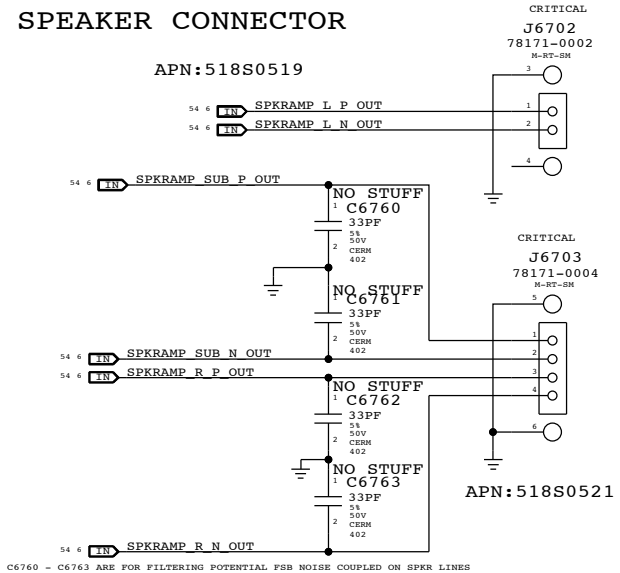 SPEAKER CONNECTOR
CRITICAL
J6702
78171-0002
M-RT-SM
APN:518S0519
3
54 6 IN SPKRAMP_L_P_OUT 1
54 6 IN SPKRAMP_L_N_OUT 2
4
54 6 IN SPKRAMP_SUB_P_OUT
NO STUFF
1 C6760
33PF
5%
50V
2 CERM
402
CRITICAL
J6703
78171-0004
M-RT-SM
5
NO STUFF
1 C6761
33PF
5%
50V
2 CERM
402
1
54 6 IN SPKRAMP_SUB_N_OUT 2
54 6 IN SPKRAMP_R_P_OUT 3
4
NO STUFF
1 C6762
33PF
5%
50V
2 CERM
402
6
NO STUFF
1 C6763
33PF
5%
50V
2 CERM
402
APN:518S0521
54 6 IN SPKRAMP_R_N_OUT
C6760 - C6763 ARE FOR FILTERING POTENTIAL FSB NOISE COUPLED ON SPKR LINES